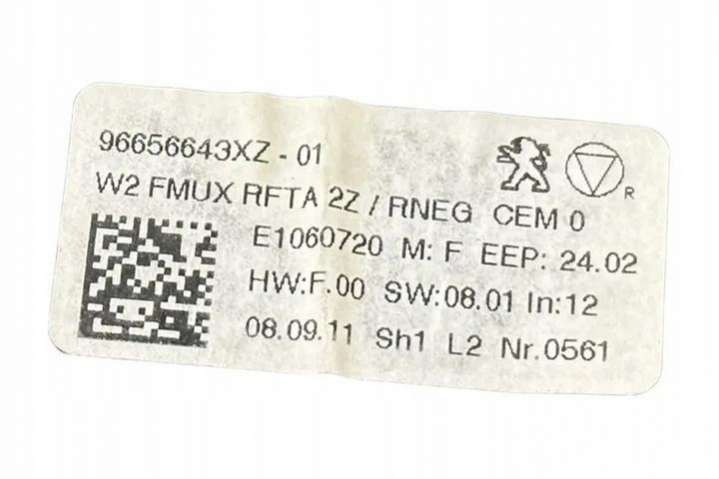 96656643XZ - 01
W2 FMUX RFTA 2Z / RNEG CEM 0
E1060720 M: F EEP: 24.02
HW:F.00 SW:08.01 In:12
08.09.11 Sh1 L2 Nr.0561
R